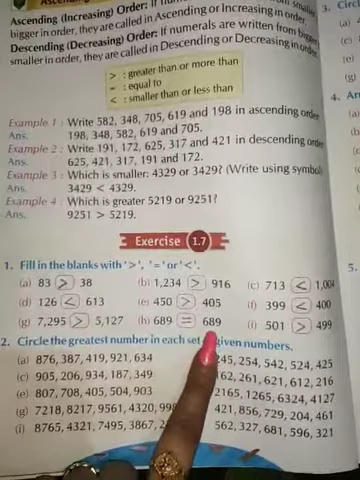 Ascending (Increasing) Order: If
bigger in order, they are called in Ascending or Increasing in order.
Descending (Decreasing) Order: If numerals are written from bigger
smaller in order, they are called in Descending or Decreasing in order
> : greater than or more than
= : equal to
< : smaller than or less than
Example 1 : Write 582, 348, 705, 619 and 198 in ascending order
Ans. 198, 348, 582, 619 and 705.
Example 2 : Write 191, 172, 625, 317 and 421 in descending order
Ans. 625, 421, 317, 191 and 172.
Example 3 : Which is smaller: 4329 or 3429? (Write using symbol
Ans. 3429 < 4329.
Example 4 : Which is greater 5219 or 9251?
Ans. 9251 > 5219.
Exercise 1.7
1. Fill in the blanks with '>', '=' or '<'.
(a) 83 > 38 (b) 1,234 > 916 (c) 713 < 1,004
(d) 126 < 613 (e) 450 > 405 (f) 399 < 400
(g) 7,295 > 5,127 (h) 689 = 689 (i) 501 > 499
2. Circle the greatest number in each set given numbers.
(a) 876, 387, 419, 921, 634 245, 254, 542, 524, 425
(c) 905, 206, 934, 187, 349 162, 261, 621, 612, 216
(e) 807, 708, 405, 504, 903 2165, 1265, 6324, 4127
(g) 7218, 8217, 9561, 4320, 421, 856, 729, 204, 461
(i) 8765, 4321, 7495, 3867, 562, 327, 681, 596, 321
3. Circl
(a)
(c)
(e)
(g)
4. Ar
(a)
5.